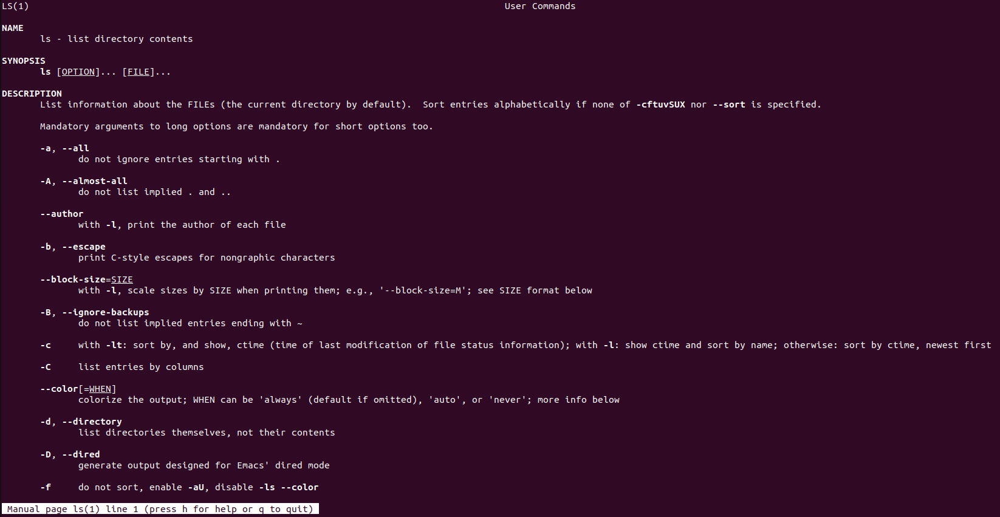 LS(1) User Commands
NAME
ls - list directory contents
SYNOPSIS
ls [OPTION]... [FILE]...
DESCRIPTION
List information about the FILEs (the current directory by default).  Sort entries alphabetically if none of -cftuvSUX nor --sort is specified.
Mandatory arguments to long options are mandatory for short options too.
-a, --all
do not ignore entries starting with .
-A, --almost-all
do not list implied . and ..
--author
with -l, print the author of each file
-b, --escape
print C-style escapes for nongraphic characters
--block-size=SIZE
with -l, scale sizes by SIZE when printing them; e.g., '--block-size=M'; see SIZE format below
-B, --ignore-backups
do not list implied entries ending with ~
-c with -lt: sort by, and show, ctime (time of last modification of file status information); with -l: show ctime and sort by name; otherwise: sort by ctime, newest first
-C list entries by columns
--color[=WHEN]
colorize the output; WHEN can be 'always' (default if omitted), 'auto', or 'never'; more info below
-d, --directory
list directories themselves, not their contents
-D, --dired
generate output designed for Emacs' dired mode
-f do not sort, enable -aU, disable -ls --color
Manual page ls(1) line 1 (press h for help or q to quit)